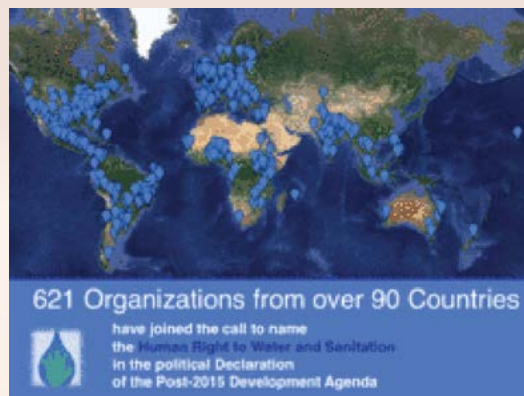 621 Organizations from over 90 Countries
have joined the call to name
the Human Right to Water and Sanitation
in the political Declaration
of the Post-2015 Development Agenda